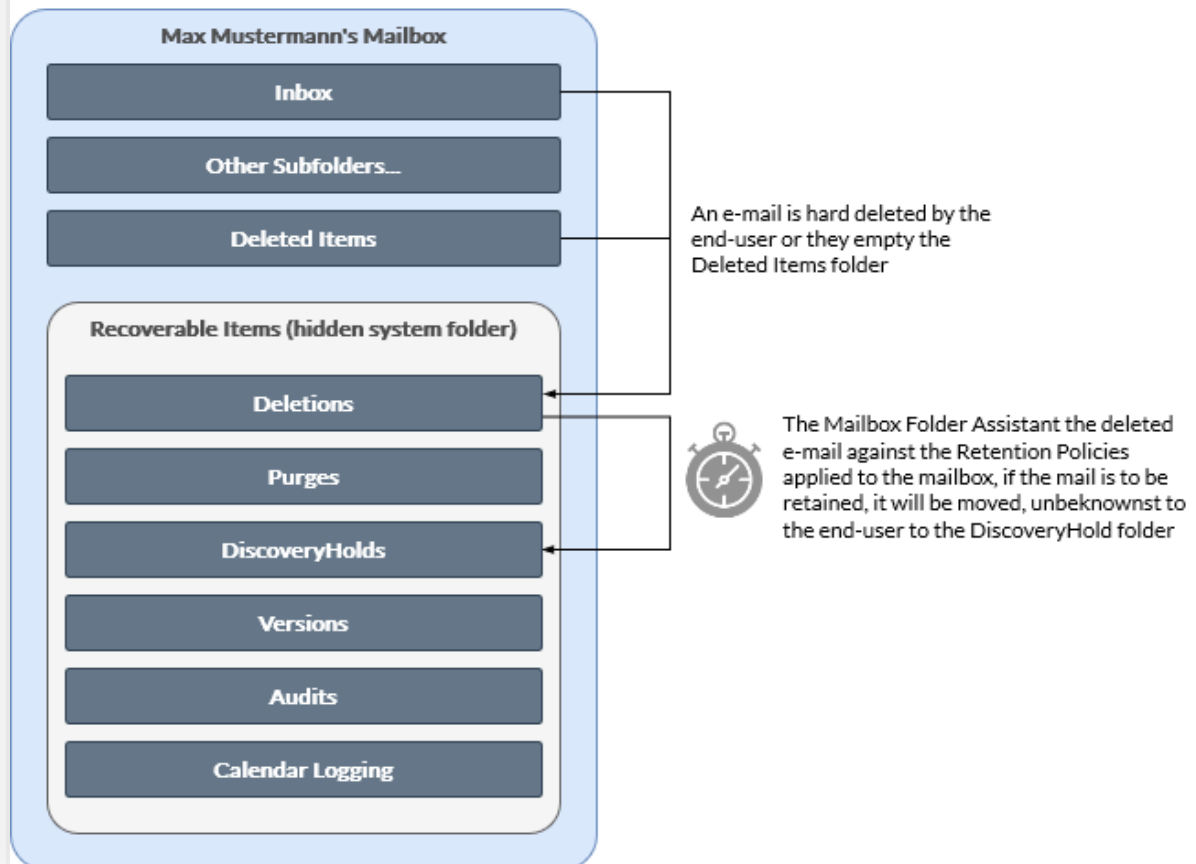 Max Mustermann's Mailbox
Inbox
Other Subfolders...
Deleted Items
An e-mail is hard deleted by the
end-user or they empty the
Deleted Items folder
Recoverable Items (hidden system folder)
Deletions
Purges
DiscoveryHolds
Versions
Audits
Calendar Logging
The Mailbox Folder Assistant the deleted
e-mail against the Retention Policies
applied to the mailbox, if the mail is to be
retained, it will be moved, unbeknownst to
the end-user to the DiscoveryHold folder